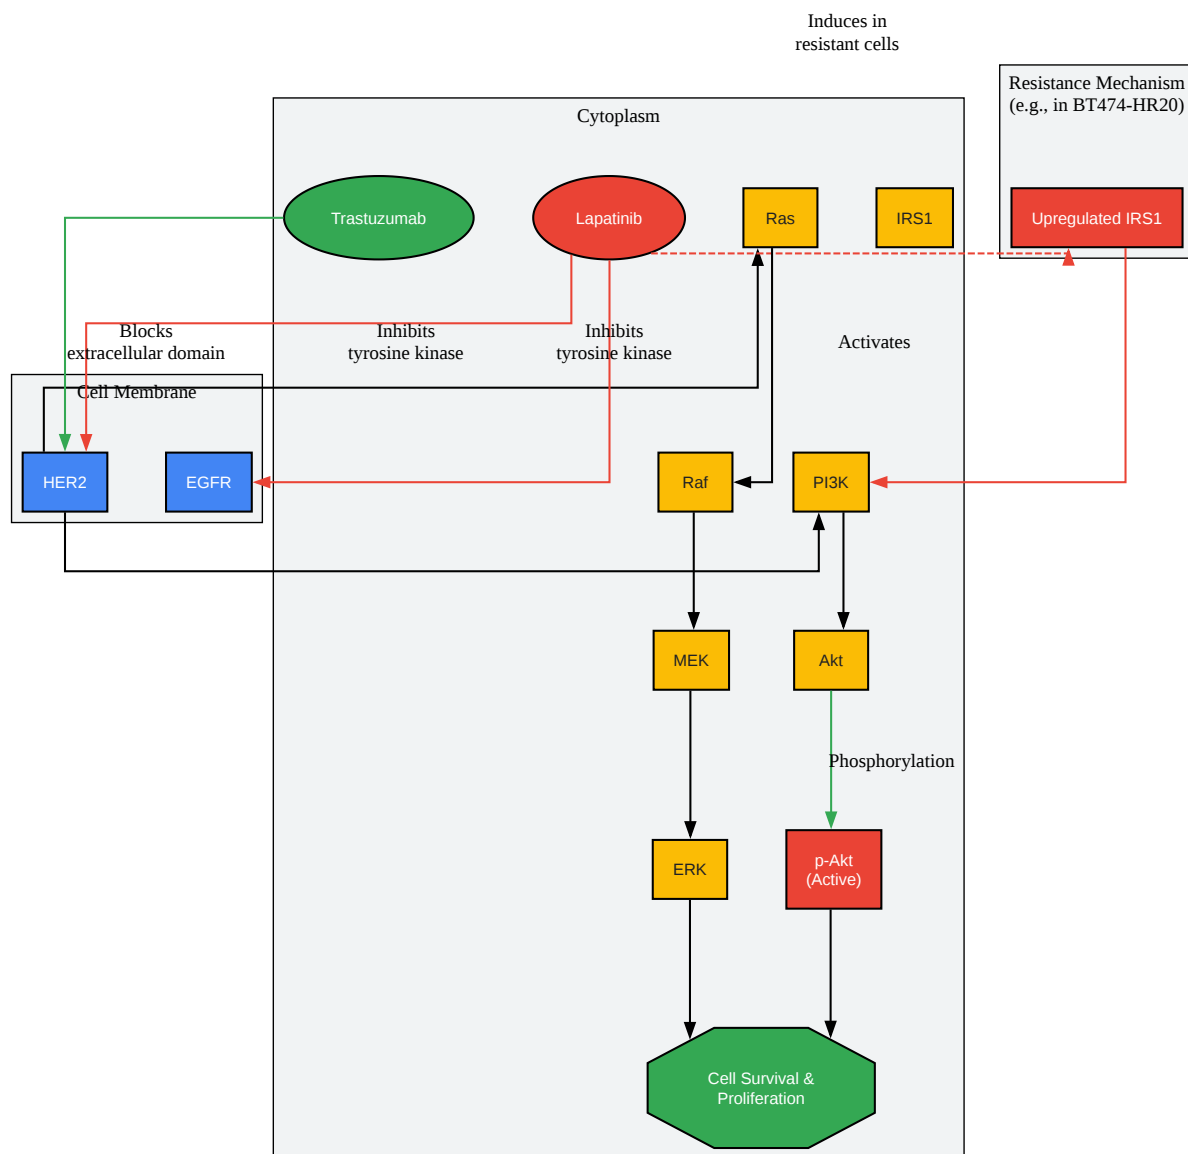 Induces in
resistant cells
Resistance Mechanism
(e.g., in BT474-HR20)
Cytoplasm
Trastuzumab
Lapatinib
Ras
IRS1
Upregulated IRS1
Blocks
extracellular domain
Inhibits
tyrosine kinase
Inhibits
tyrosine kinase
Activates
Cell Membrane
HER2
EGFR
Raf
PI3K
MEK
Akt
Phosphorylation
ERK
p-Akt
(Active)
Cell Survival &
Proliferation